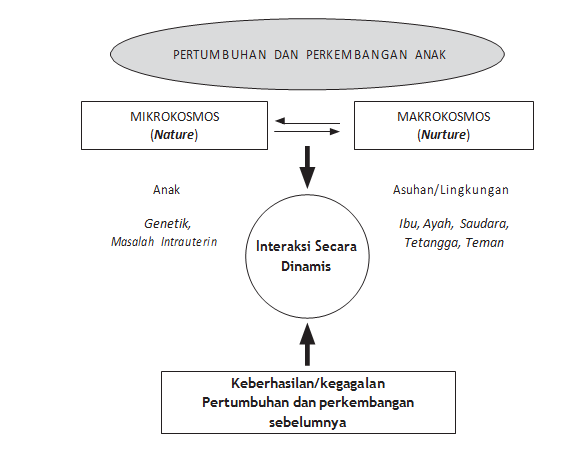 PERTUMBUHAN DAN PERKEMBANGAN ANAK
MIKROKOSMOS
(Nature)
MAKROKOSMOS
(Nurture)
Anak
Genetik,
Masalah Intrauterin
Asuhan/Lingkungan
Ibu, Ayah, Saudara,
Tetangga, Teman
Interaksi Secara
Dinamis
Keberhasilan/kegagalan
Pertumbuhan dan perkembangan
sebelumnya